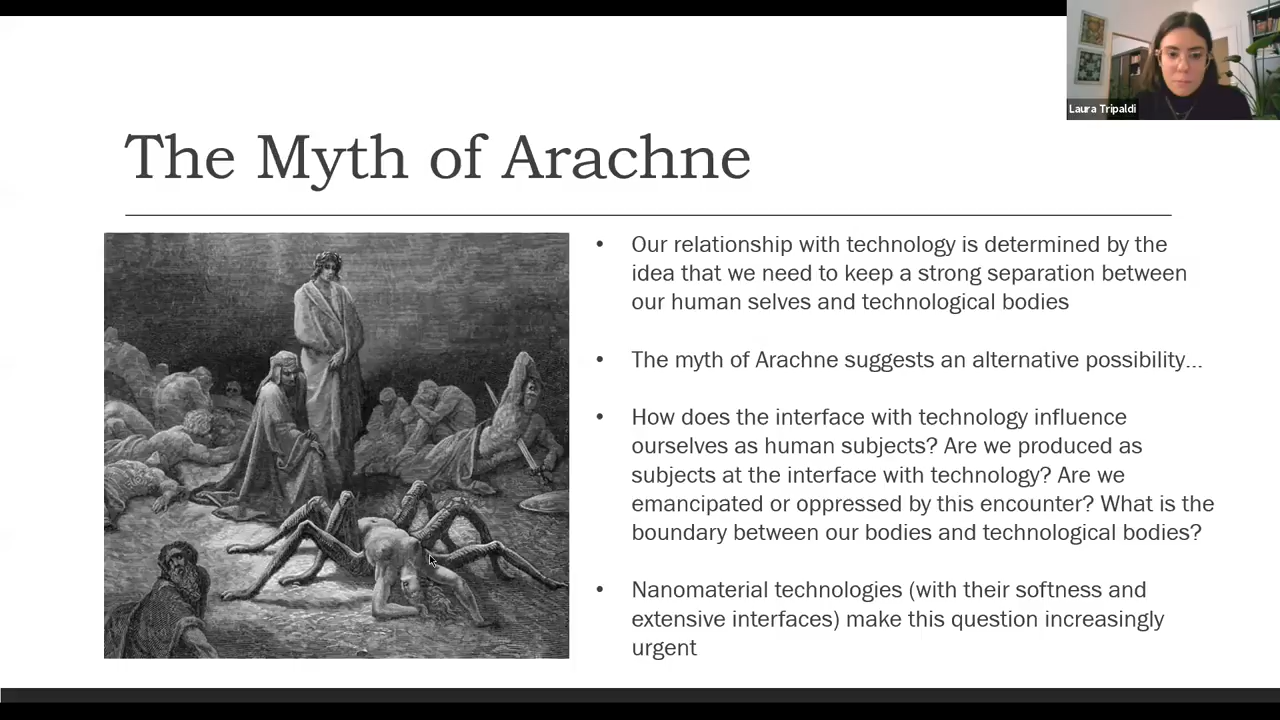 Laura Tripaldi
The Myth of Arachne
• Our relationship with technology is determined by the
idea that we need to keep a strong separation between
our human selves and technological bodies
• The myth of Arachne suggests an alternative possibility...
• How does the interface with technology influence
ourselves as human subjects? Are we produced as
subjects at the interface with technology? Are we
emancipated or oppressed by this encounter? What is the
boundary between our bodies and technological bodies?
• Nanomaterial technologies (with their softness and
extensive interfaces) make this question increasingly
urgent